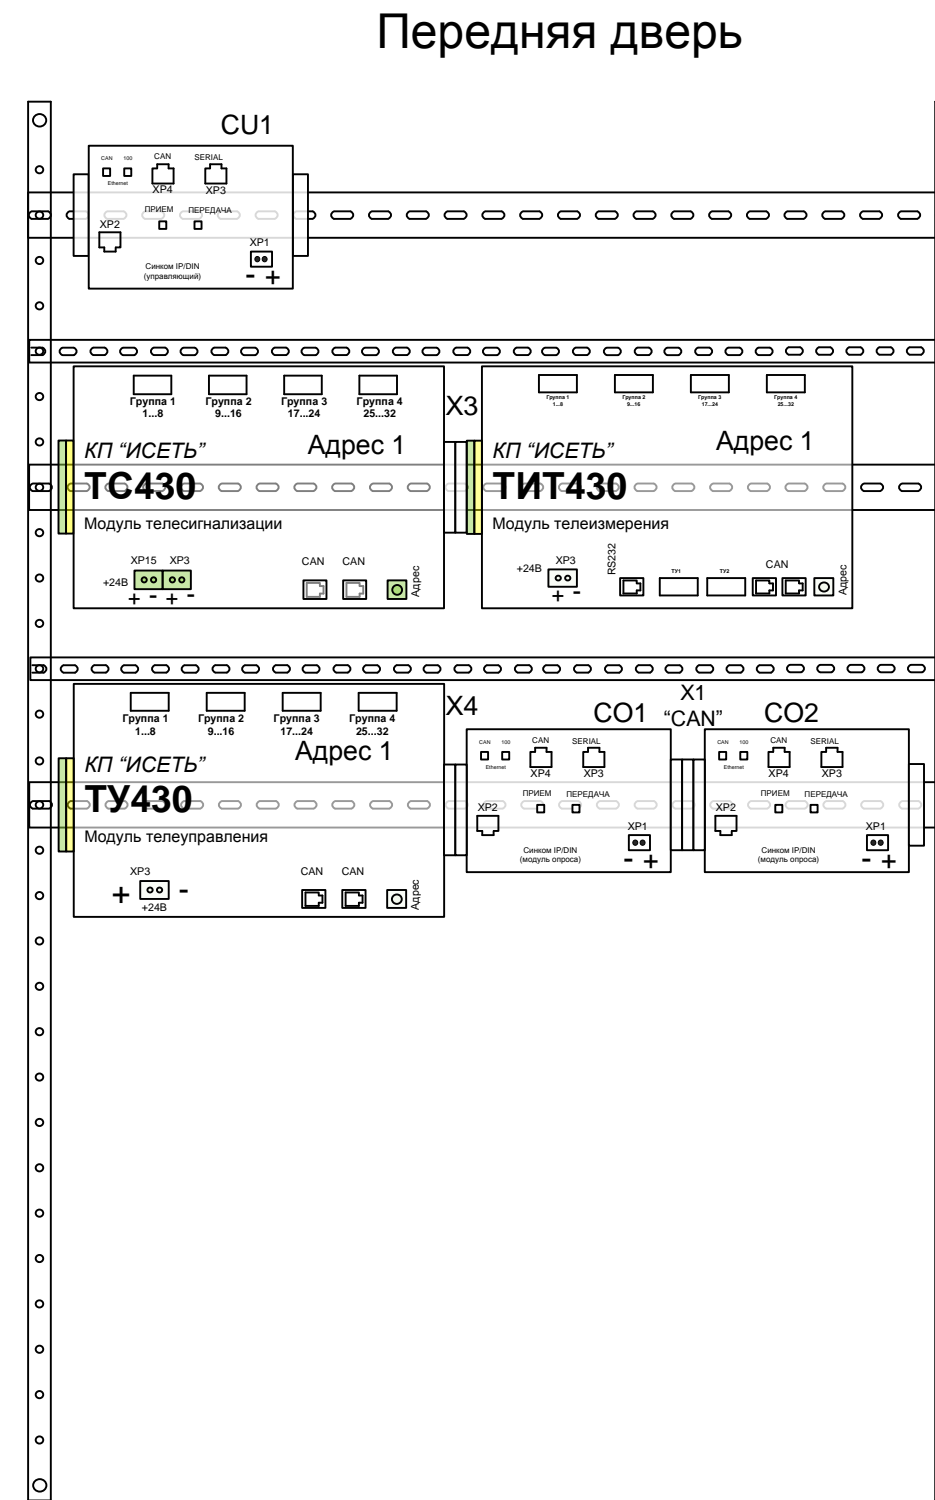 Передняя дверь
CU1
CAN 100 CAN SERIAL
Ethernet XP4 XP3
ПРИЕМ ПЕРЕДАЧА
XP2
XP1
Синком IP/DIN
(управляющий)
- +
Группа 1 Группа 2 Группа 3 Группа 4
1...8 9...16 17...24 25...32
Адрес 1
КП “ИСЕТЬ”
ТС430
Модуль телесигнализации
XP15 XP3 CAN CAN
+24В
+ - + -
Адрес
X3
Группа 1 Группа 2 Группа 3 Группа 4
1...8 9...16 17...24 25...32
Адрес 1
КП “ИСЕТЬ”
ТИТ430
Модуль телеизмерения
XP3 RS232 ТУ1 ТУ2 CAN
+24В
+ -
Адрес
Группа 1 Группа 2 Группа 3 Группа 4
1...8 9...16 17...24 25...32
Адрес 1
КП “ИСЕТЬ”
ТУ430
Модуль телеуправления
XP3 CAN CAN
+ -
+24В
Адрес
X4
CO1
CAN 100 CAN SERIAL
Ethernet XP4 XP3
ПРИЕМ ПЕРЕДАЧА
XP2
XP1
Синком IP/DIN
(модуль опроса)
- +
X1
“CAN”
CO2
CAN 100 CAN SERIAL
Ethernet XP4 XP3
ПРИЕМ ПЕРЕДАЧА
XP2
XP1
Синком IP/DIN
(модуль опроса)
- +